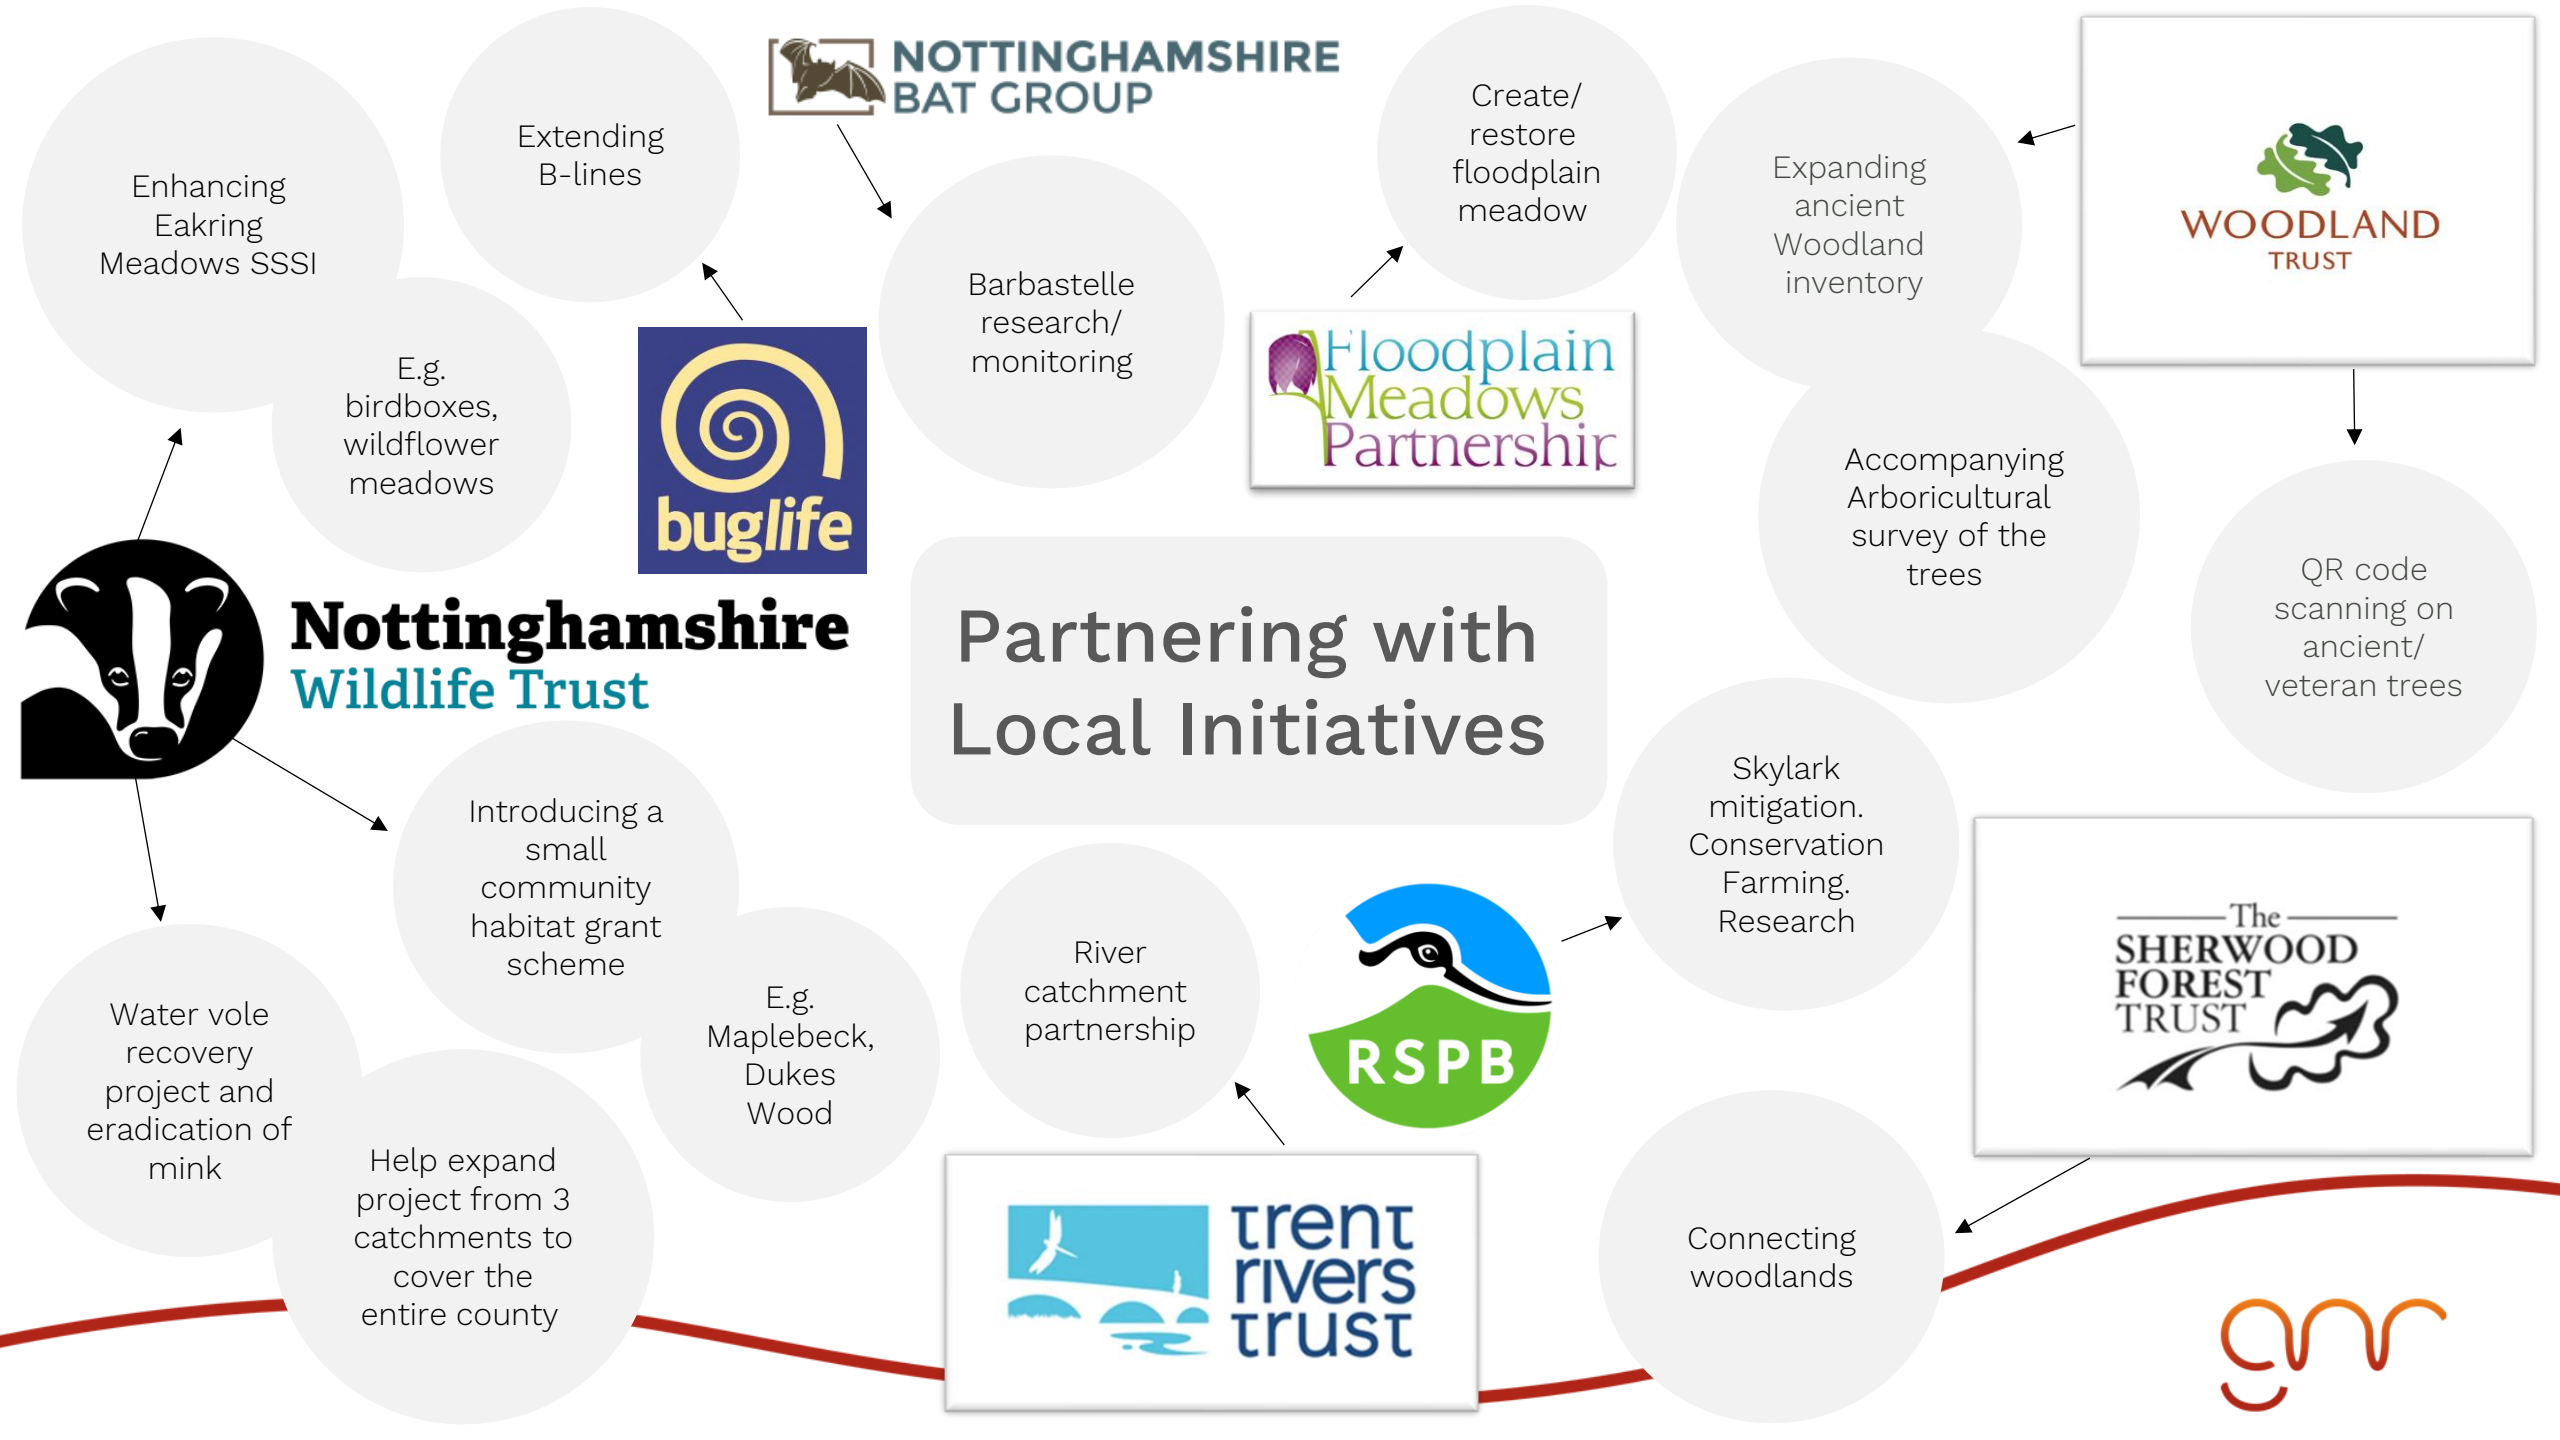 NOTTINGHAMSHIRE
BAT GROUP
Enhancing
Eakring
Meadows SSSI
E.g.
birdboxes,
wildflower
meadows
Extending
B-lines
buglife
Barbastelle
research/
monitoring
Create/
restore
floodplain
meadow
Floodplain
Meadows
Partnership
Expanding
ancient
Woodland
inventory
WOODLAND
TRUST
Accompanying
Arboricultural
survey of the
trees
QR code
scanning on
ancient/
veteran trees
Nottinghamshire
Wildlife Trust
Partnering with
Local Initiatives
Introducing a
small
community
habitat grant
scheme
E.g.
Maplebeck,
Dukes
Wood
Water vole
recovery
project and
eradication of
mink
Help expand
project from 3
catchments to
cover the
entire county
River
catchment
partnership
RSPB
Skylark
mitigation.
Conservation
Farming.
Research
The
SHERWOOD
FOREST
TRUST
trent
rivers
trust
Connecting
woodlands
gnr